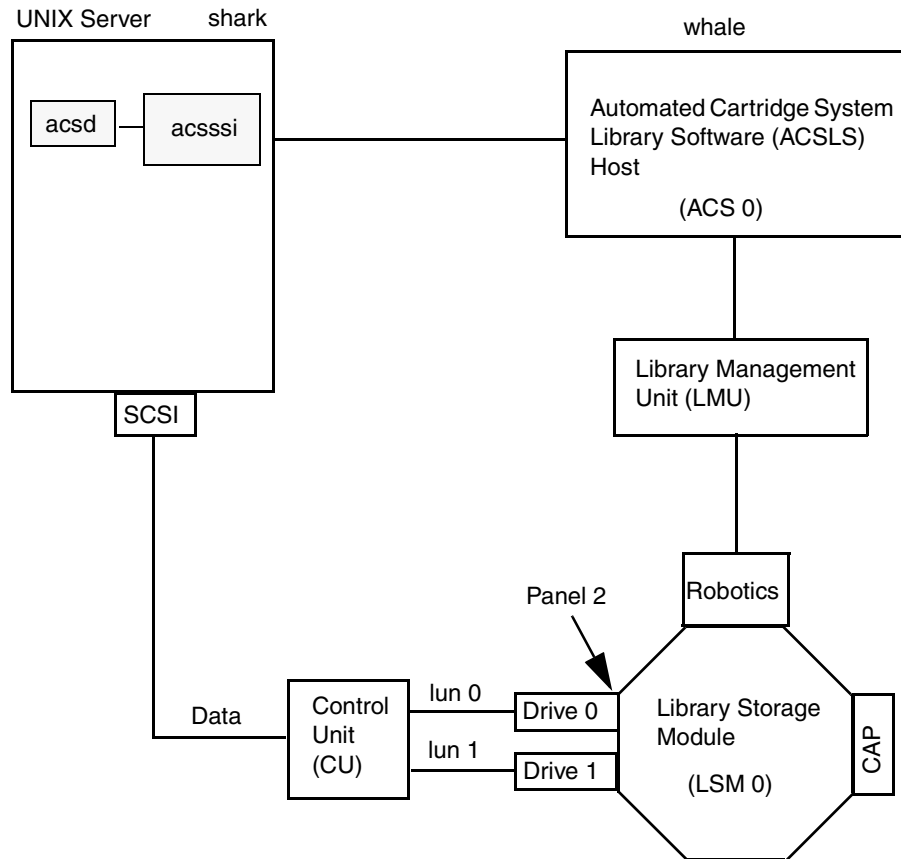 UNIX Server shark
whale
acsd
acsssi
Automated Cartridge System
Library Software (ACSLS)
Host
(ACS 0)
Library Management
Unit (LMU)
SCSI
Robotics
Panel 2
Data
Control
Unit
(CU)
lun 0
lun 1
Drive 0
Drive 1
Library Storage
Module
(LSM 0)
CAP